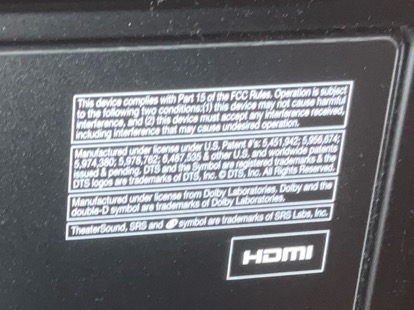 This device complies with Part 15 of the FCC Rules. Operation is subject
to the following two conditions:(1) this device may not cause harmful
interference, and (2) this device must accept any interference received,
including interference that may cause undesired operation.
Manufactured under license under U.S. Patent #'s: 5,451,942; 5,956,674;
5,974,380; 5,978,762; 6,487,535 & other U.S. and worldwide patents
issued & pending. DTS and the Symbol are registered trademarks & the
DTS logos are trademarks of DTS, Inc. © DTS, Inc. All Rights Reserved.
Manufactured under license from Dolby Laboratories. Dolby and the
double-D symbol are trademarks of Dolby Laboratories.
TheaterSound, SRS and symbol are trademarks of SRS Labs, Inc.
HDMI